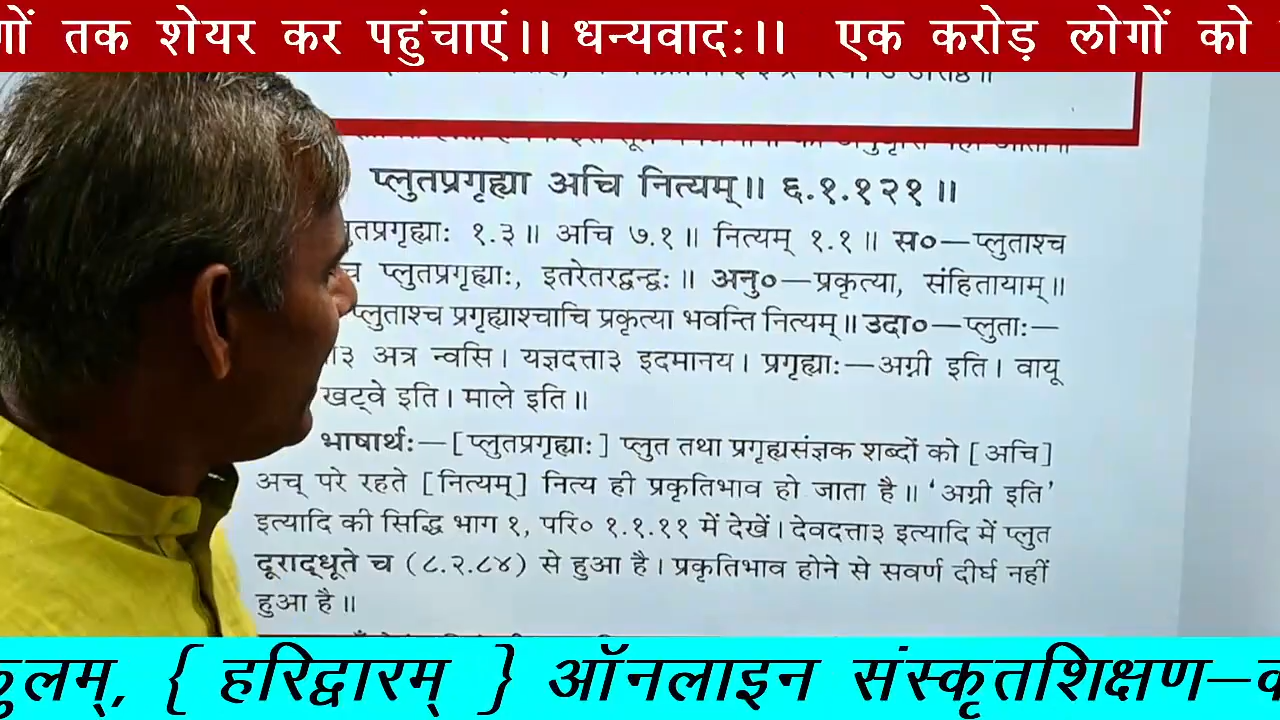 तक शेयर कर पहुंचाएं।। धन्यवादः।। एक करोड़ लोगों को
प्लुतप्रगृह्या अचि नित्यम्॥ ६.१.१२१॥
तप्रगृह्याः १.३॥ अचि ७.१॥ नित्यम् १.१॥ स०—प्लुताश्च
प्लुतप्रगृह्याः, इतरेतरद्वन्द्वः॥ अनु०—प्रकृत्या, संहितायाम्॥
प्लुताश्च प्रगृह्याश्चाचि प्रकृत्या भवन्ति नित्यम्॥ उदा०—प्लुताः—
३ अत्र न्वसि। यज्ञदत्ता३ इदमानय। प्रगृह्याः—अग्नी इति। वायू
खट्वे इति। माले इति॥
भाषार्थः—[प्लुतप्रगृह्याः] प्लुत तथा प्रगृह्यसंज्ञक शब्दों को [अचि]
अच् परे रहते [नित्यम्] नित्य ही प्रकृतिभाव हो जाता है॥ ‘अग्नी इति’
इत्यादि की सिद्धि भाग १, परि० १.१.११ में देखें। देवदत्ता३ इत्यादि में प्लुत
दूराद्धूते च (८.२.८४) से हुआ है। प्रकृतिभाव होने से सवर्ण दीर्घ नहीं
हुआ है॥
कुलम्, { हरिद्वारम् } ऑनलाइन संस्कृतशिक्षण–